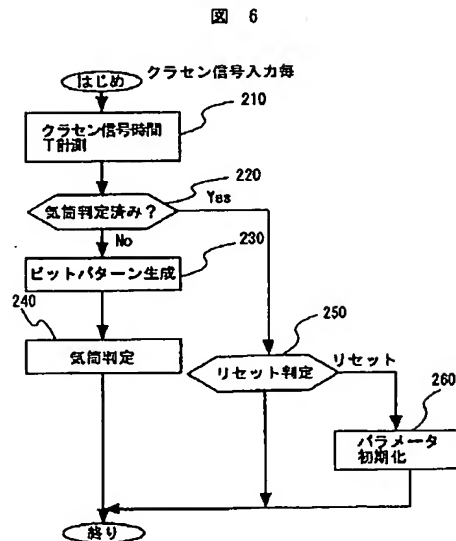 図 6
はじめ
クラセン信号入力毎
210
クラセン信号時間
T計測
220
気筒判定済み?
Yes
No
230
ビットパターン生成
240
気筒判定
250
リセット判定
リセット
260
パラメータ
初期化
終り